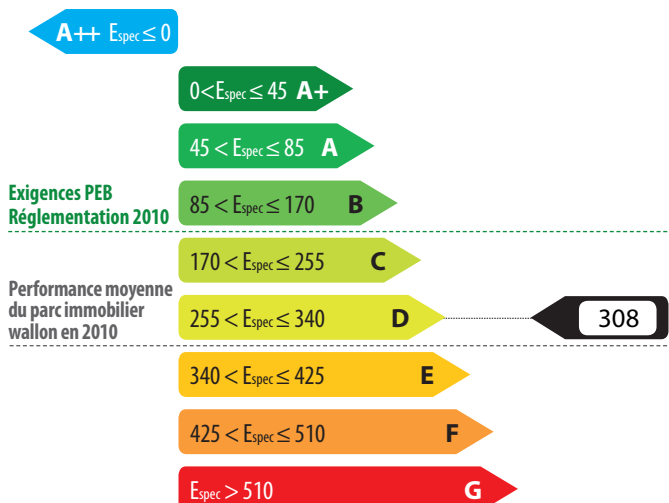 A++ Espec ≤ 0
0<Espec ≤ 45 A+
45 < Espec ≤ 85 A
Exigences PEB
Réglementation 2010
85 < Espec ≤ 170 B
170 < Espec ≤ 255 C
Performance moyenne
du parc immobilier
wallon en 2010
255 < Espec ≤ 340 D
308
340 < Espec ≤ 425 E
425 < Espec ≤ 510 F
Espec > 510 G